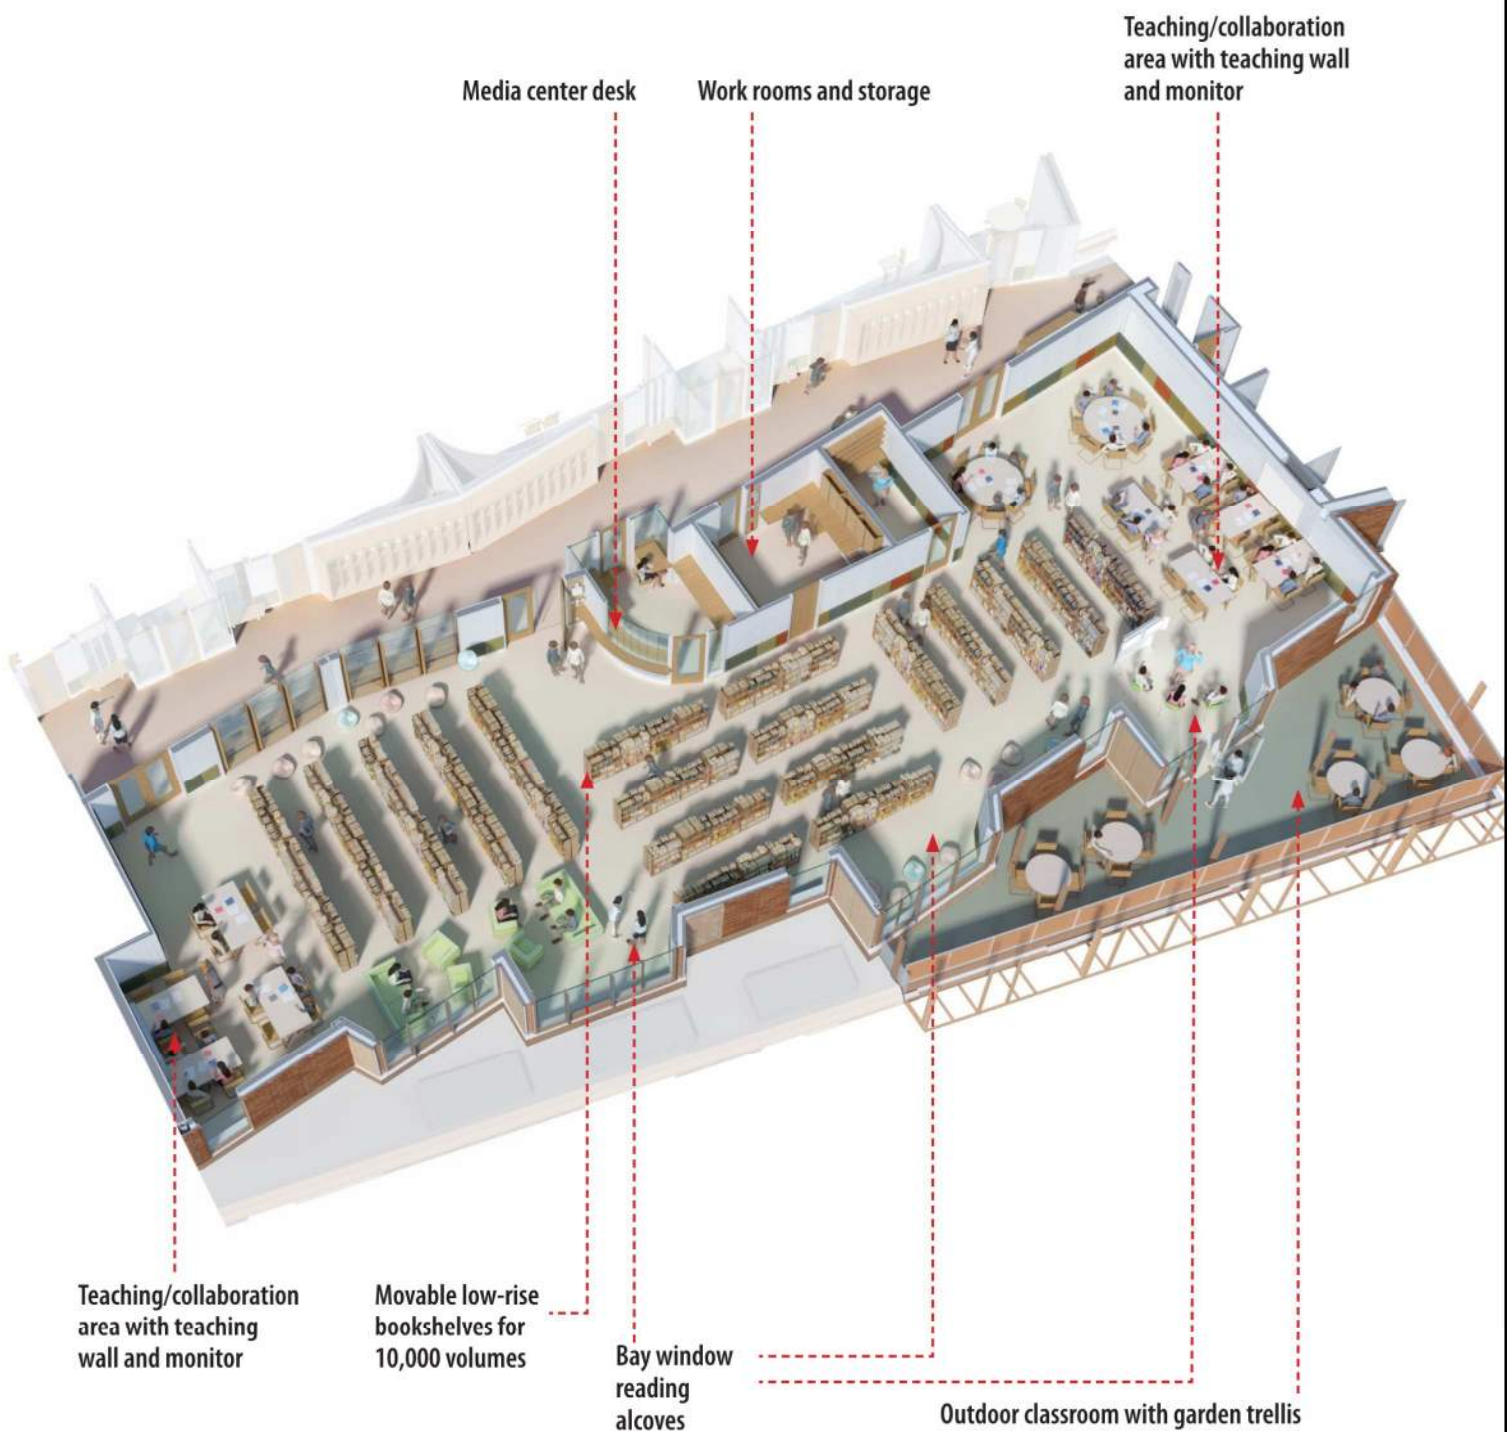 Teaching/collaboration
area with teaching wall
and monitor
Media center desk
Work rooms and storage
Teaching/collaboration
area with teaching
wall and monitor
Movable low-rise
bookshelves for
10,000 volumes
Bay window
reading
alcoves
Outdoor classroom with garden trellis